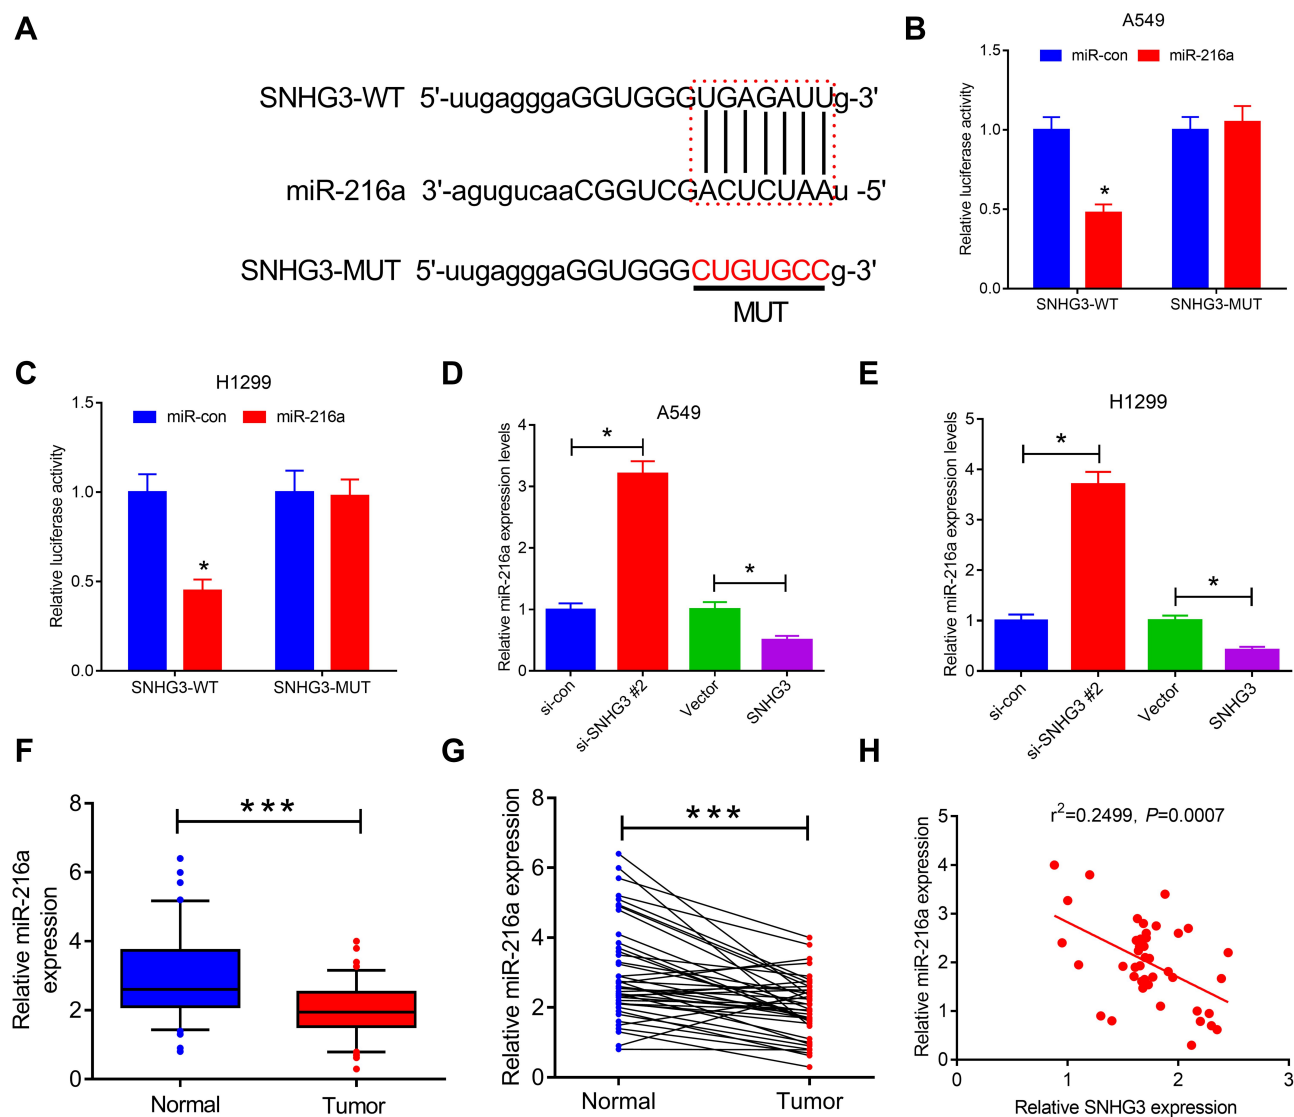 A
SNHG3-WT 5'-uugagggaGGUGGGUGAGAUUg-3'
miR-216a 3'-agugucaaCGGUCGACUCUAAu -5'
SNHG3-MUT 5'-uugagggaGGUGGGCUGUGCCg-3'
MUT
B
A549
miR-con miR-216a
Relative luciferase activity
1.5
1.0
0.5
0.0
*
SNHG3-WT SNHG3-MUT
C
H1299
miR-con miR-216a
Relative luciferase activity
1.5
1.0
0.5
0.0
*
SNHG3-WT SNHG3-MUT
D
A549
Relative miR-216a expression levels
4
3
2
1
0
*
*
si-con si-SNHG3 #2 Vector SNHG3
E
H1299
Relative miR-216a expression levels
5
4
3
2
1
0
*
*
si-con si-SNHG3 #2 Vector SNHG3
F
Relative miR-216a
expression
8
6
4
2
0
***
Normal Tumor
G
Relative miR-216a expression
8
6
4
2
0
***
Normal Tumor
H
r2=0.2499, P=0.0007
Relative miR-216a expression
5
4
3
2
1
0
0 1 2 3
Relative SNHG3 expression